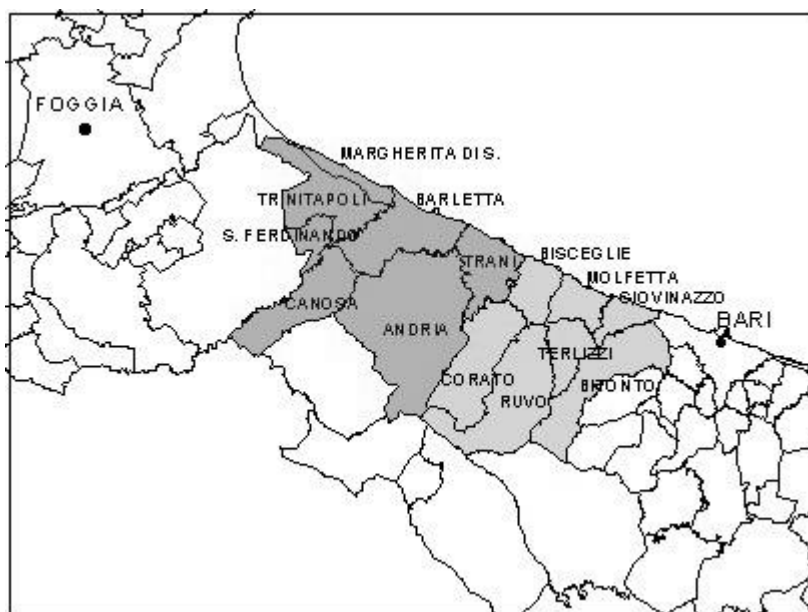 FOGGIA
MARGHERITA DI S.
TRINITAPOLI
BARLETTA
S. FERDINANDO
BISCEGLIE
TRANI
MOLFETTA
CANOSA
GIOVINAZZO
BARI
ANDRIA
TERLIZZI
CORATO
BITONTO
RUVO